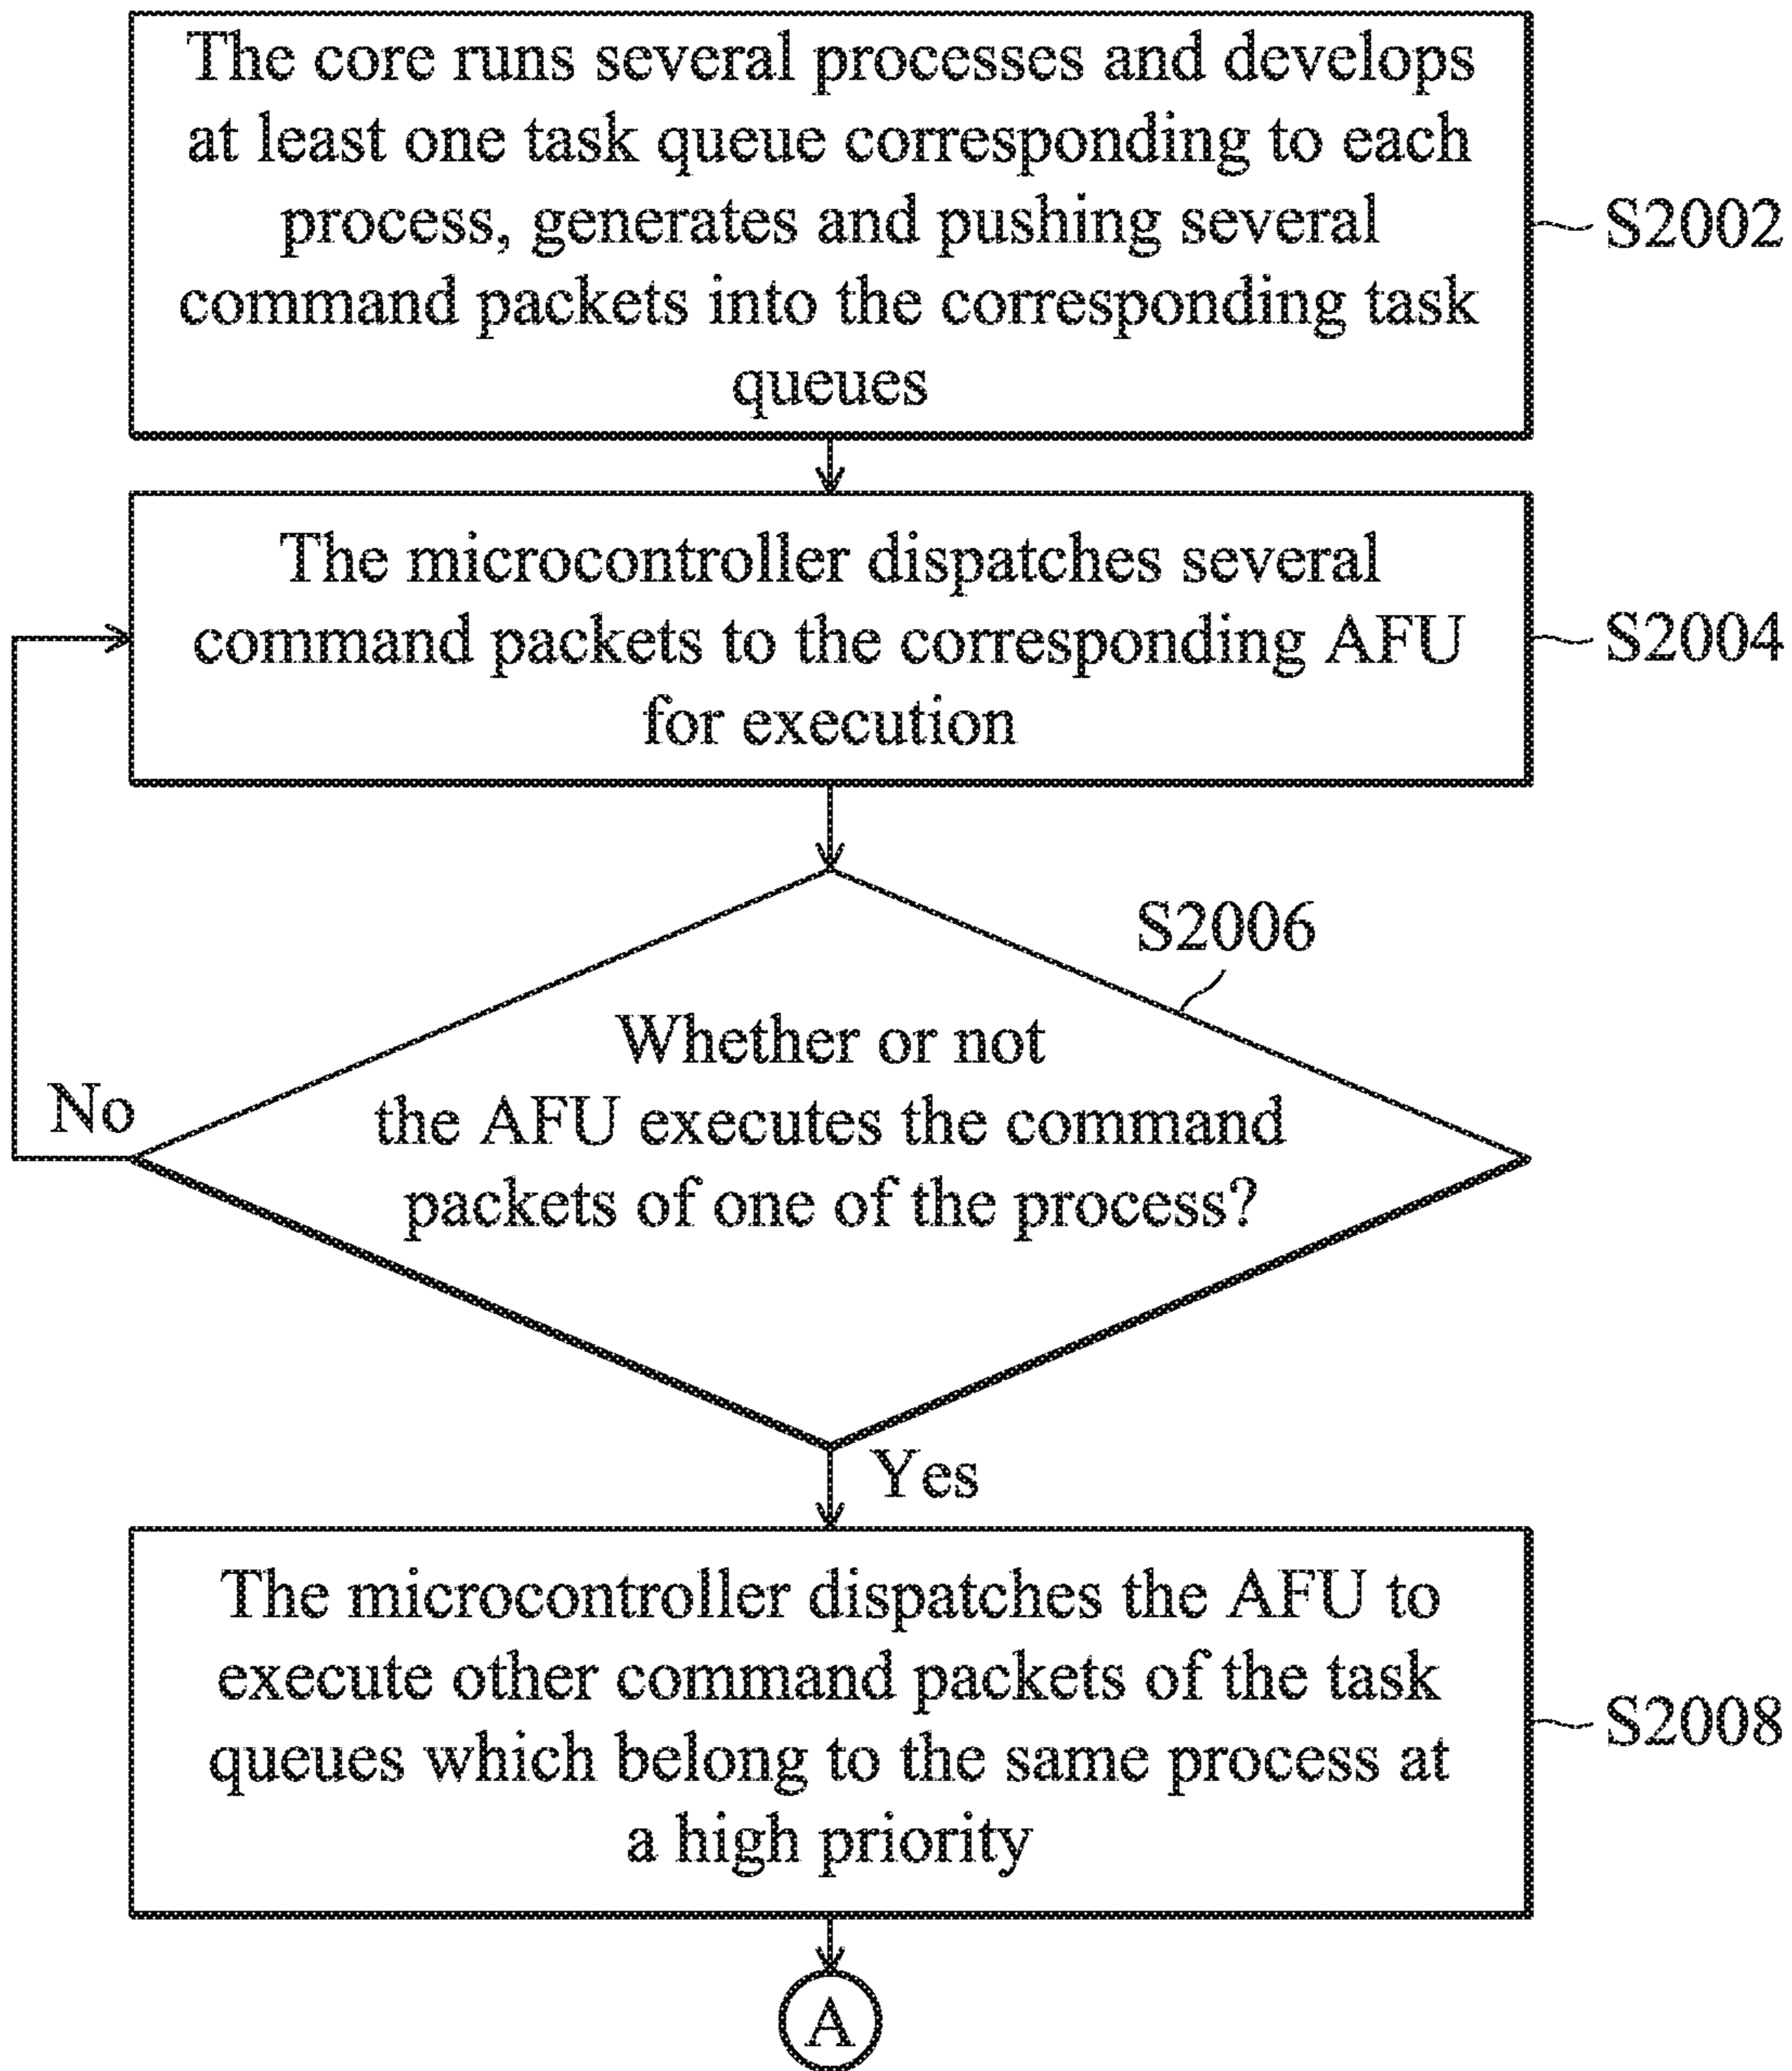 The core runs several processes and develops
at least one task queue corresponding to each
process, generates and pushing several
command packets into the corresponding task
queues
S2002
The microcontroller dispatches several
command packets to the corresponding AFU
for execution
S2004
S2006
Whether or not
the AFU executes the command
packets of one of the process?
No
Yes
The microcontroller dispatches the AFU to
execute other command packets of the task
queues which belong to the same process at
a high priority
S2008
A